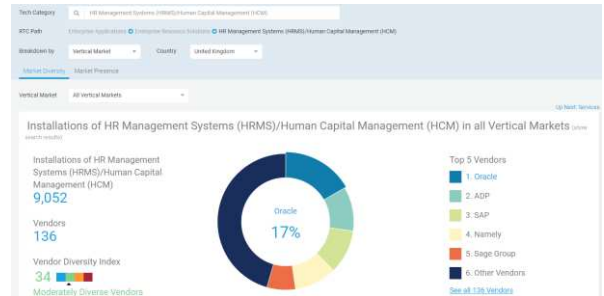 Tech Category HR Management Systems (HRMS)/Human Capital Management (HCM)
RTC Path Enterprise Applications Enterprise Resource Solutions HR Management Systems (HRMS)/Human Capital Management (HCM)
Breakdown by Vertical Market Country United Kingdom
Market Diversity Market Presence
Vertical Market All Vertical Markets
Up Next: Services
Installations of HR Management Systems (HRMS)/Human Capital Management (HCM) in all Vertical Markets (show
search results)
Installations of HR Management
Systems (HRMS)/Human Capital
Management (HCM)
9,052
Vendors
136
Vendor Diversity Index
34
Moderately Diverse Vendors
Oracle
17%
Top 5 Vendors
1. Oracle
2. ADP
3. SAP
4. Namely
5. Sage Group
6. Other Vendors
See all 136 Vendors